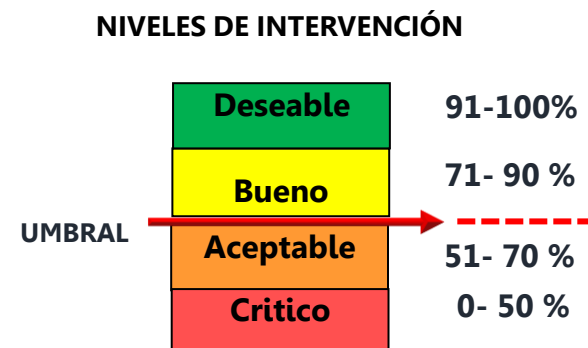 NIVELES DE INTERVENCIÓN
Deseable 91-100%
Bueno 71- 90 %
UMBRAL
Aceptable 51- 70 %
Critico 0- 50 %